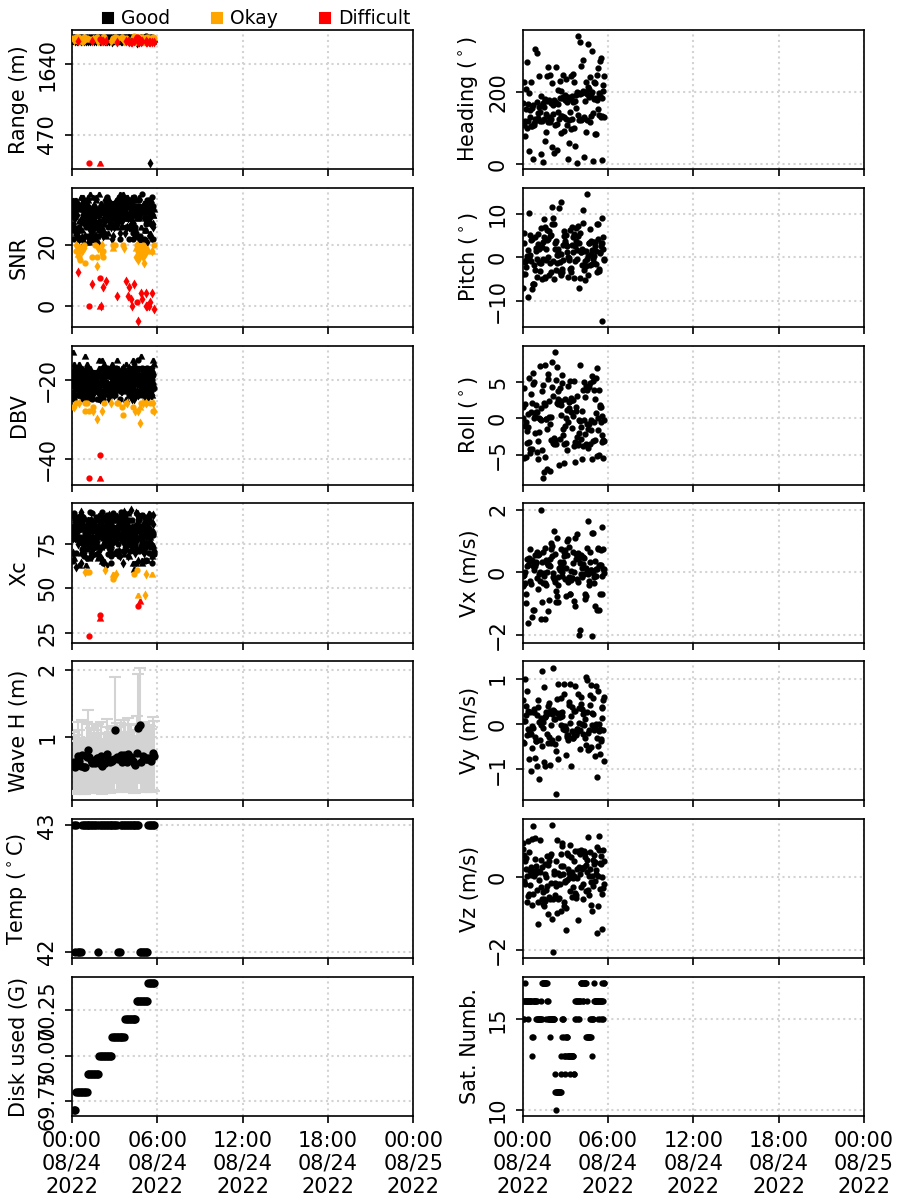 Good Okay Difficult
Range (m)
1640
470
Heading (°)
200
0
SNR
20
0
Pitch (°)
10
0
−10
DBV
−20
−40
Roll (°)
5
0
−5
Xc
75
50
25
Vx (m/s)
2
0
−2
Wave H (m)
2
1
Vy (m/s)
1
0
−1
Temp (°C)
43
42
Vz (m/s)
0
−2
Disk used (G)
70.25
70.00
69.75
Sat. Numb.
15
10
00:00 06:00 12:00 18:00 00:00
08/24 08/24 08/24 08/24 08/25
2022 2022 2022 2022 2022
00:00 06:00 12:00 18:00 00:00
08/24 08/24 08/24 08/24 08/25
2022 2022 2022 2022 2022